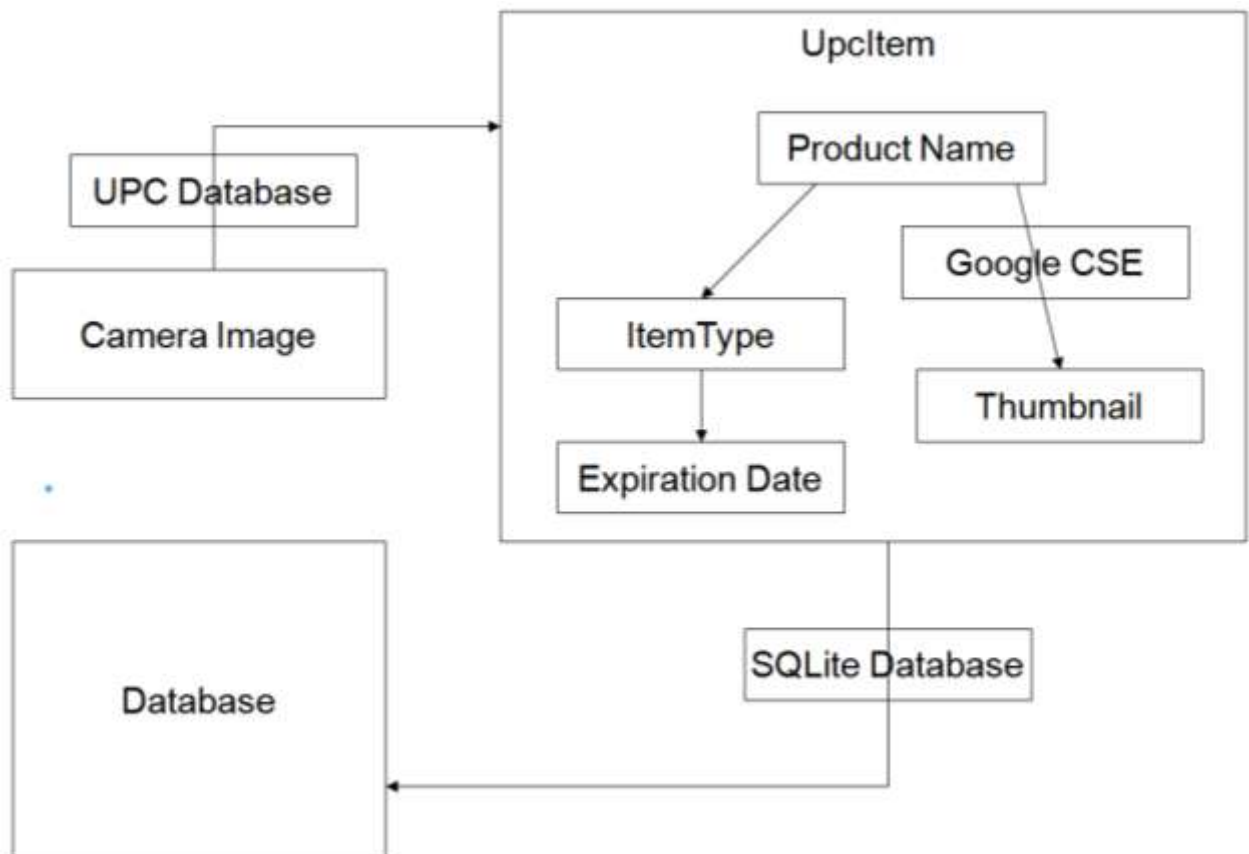 UpcItem
Product Name
UPC Database
Google CSE
Camera Image
ItemType
Thumbnail
Expiration Date
SQLite Database
Database